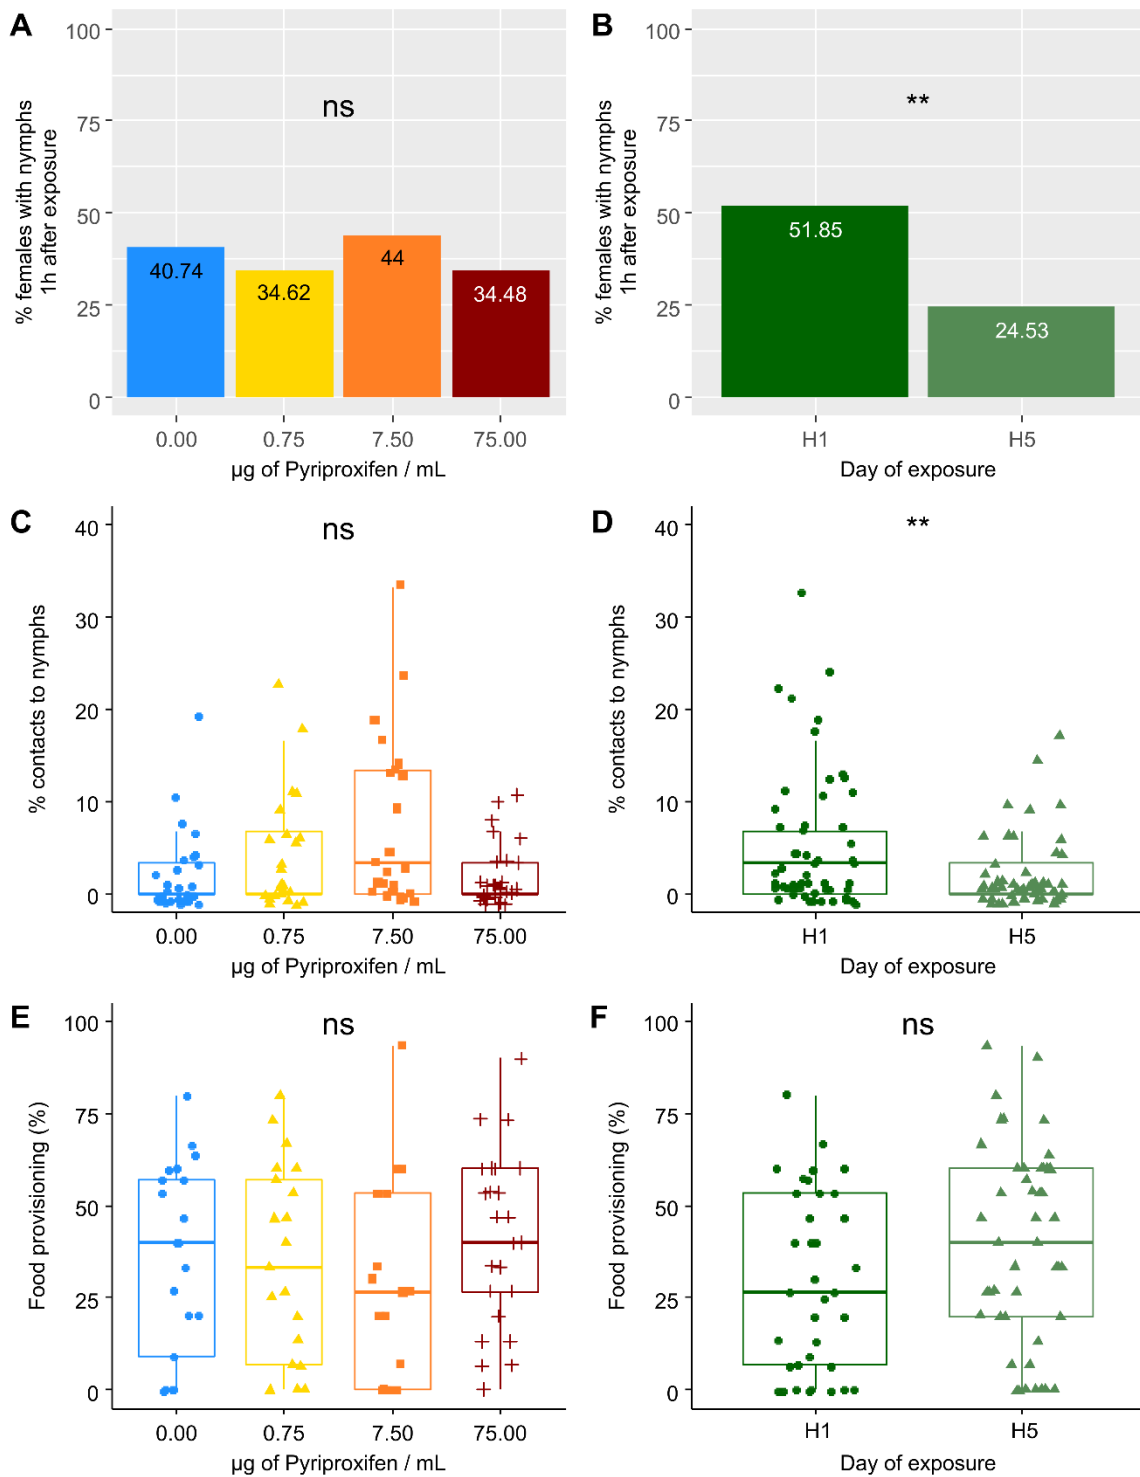 A
% females with nymphs
1h after exposure
100
75
50
25
0
ns
40.74
34.62
44
34.48
0.00
0.75
7.50
75.00
µg of Pyriproxifen / mL
B
% females with nymphs
1h after exposure
100
75
50
25
0
**
51.85
24.53
H1
H5
Day of exposure
C
% contacts to nymphs
40
30
20
10
0
ns
0.00
0.75
7.50
75.00
µg of Pyriproxifen / mL
D
% contacts to nymphs
40
30
20
10
0
**
H1
H5
Day of exposure
E
Food provisioning (%)
100
75
50
25
0
ns
0.00
0.75
7.50
75.00
µg of Pyriproxifen / mL
F
Food provisioning (%)
100
75
50
25
0
ns
H1
H5
Day of exposure